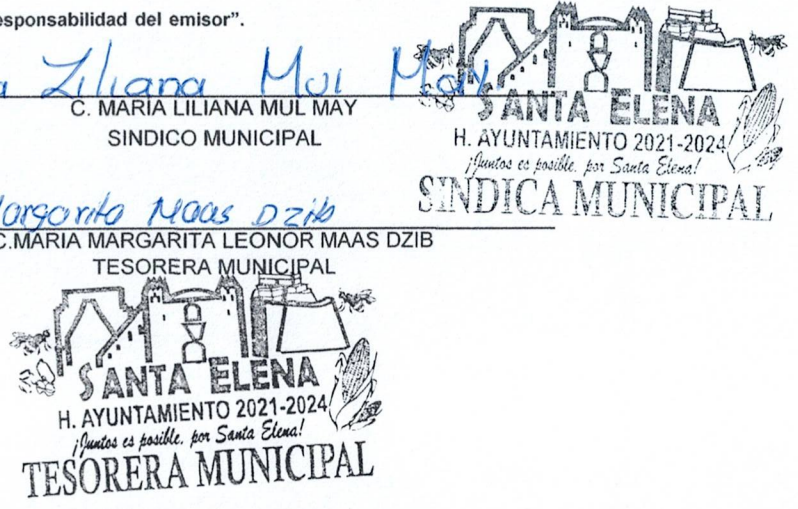 esponsabilidad del emisor”.
a Liliana Mul May
C. MARIA LILIANA MUL MAY
SINDICO MUNICIPAL
SANTA ELENA
H. AYUNTAMIENTO 2021-2024
¡Juntos es posible, por Santa Elena!
SINDICA MUNICIPAL
Margarita Maas Dzib
C.MARIA MARGARITA LEONOR MAAS DZIB
TESORERA MUNICIPAL
SANTA ELENA
H. AYUNTAMIENTO 2021-2024
¡Juntos es posible, por Santa Elena!
TESORERA MUNICIPAL